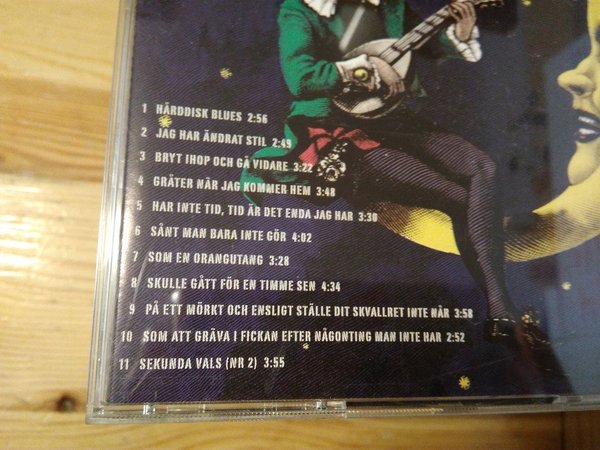 1 HÅRDDISK BLUES 2:56
2 JAG HAR ÄNDRAT STIL 2:49
3 BRYT IHOP OCH GÅ VIDARE 3:22
4 GRÅTER NÄR JAG KOMMER HEM 3:48
5 HAR INTE TID, TID ÄR DET ENDA JAG HAR 3:30
6 SÅNT MAN BARA INTE GÖR 4:02
7 SOM EN ORANGUTANG 3:28
8 SKULLE GÅTT FÖR EN TIMME SEN 4:34
9 PÅ ETT MÖRKT OCH ENSLIGT STÄLLE DIT SKVALLRET INTE NÅR 3:58
10 SOM ATT GRÄVA I FICKAN EFTER NÅGONTING MAN INTE HAR 2:52
11 SEKUNDA VALS (NR 2) 3:55